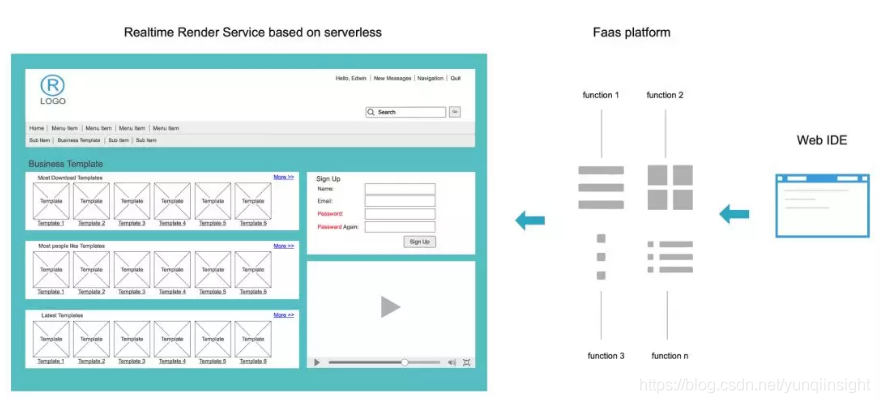 Realtime Render Service based on serverless
Faas platform
R
LOGO
Hello, Edwin | New Messages | Navigation | Quit
Search
Home | Menu Item | Menu Item | Menu Item | Menu Item
Sub Item | Business Template | Sub Item | Sub Item
Business Template
Most Download Templates More >>
Template Template Template Template Template Template
Template 1 Template 2 Template 3 Template 4 Template 5 Template 6
Most people like Templates More >>
Template Template Template Template Template Template
Template 1 Template 2 Template 3 Template 4 Template 5 Template 6
Latest Templates More >>
Template Template Template Template Template Template
Template 1 Template 2 Template 3 Template 4 Template 5 Template 6
Sign Up
Name:
Email:
Password:
Password Again:
Sign Up
function 1
function 2
function 3
function n
Web IDE
https://blog.csdn.net/yunqiinsight